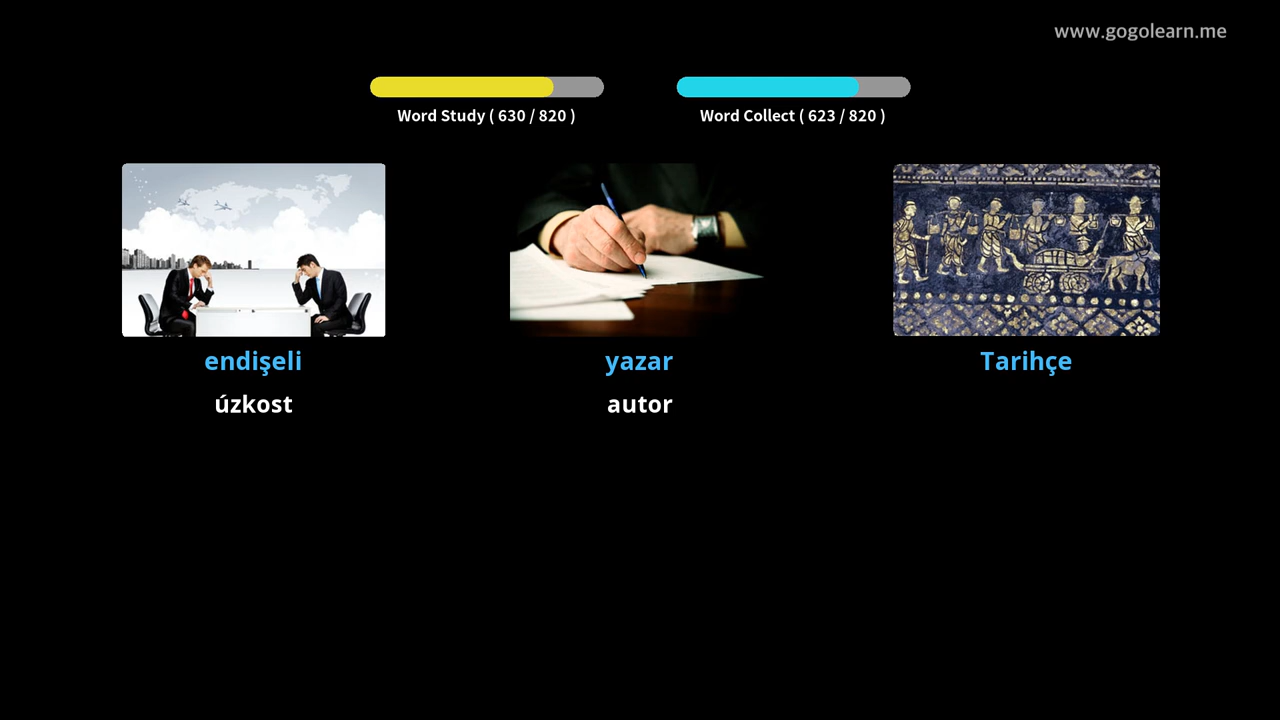 www.gogolearn.me
Word Study ( 630 / 820 )
Word Collect ( 623 / 820 )
endişeli
yazar
Tarihçe
úzkost
autor